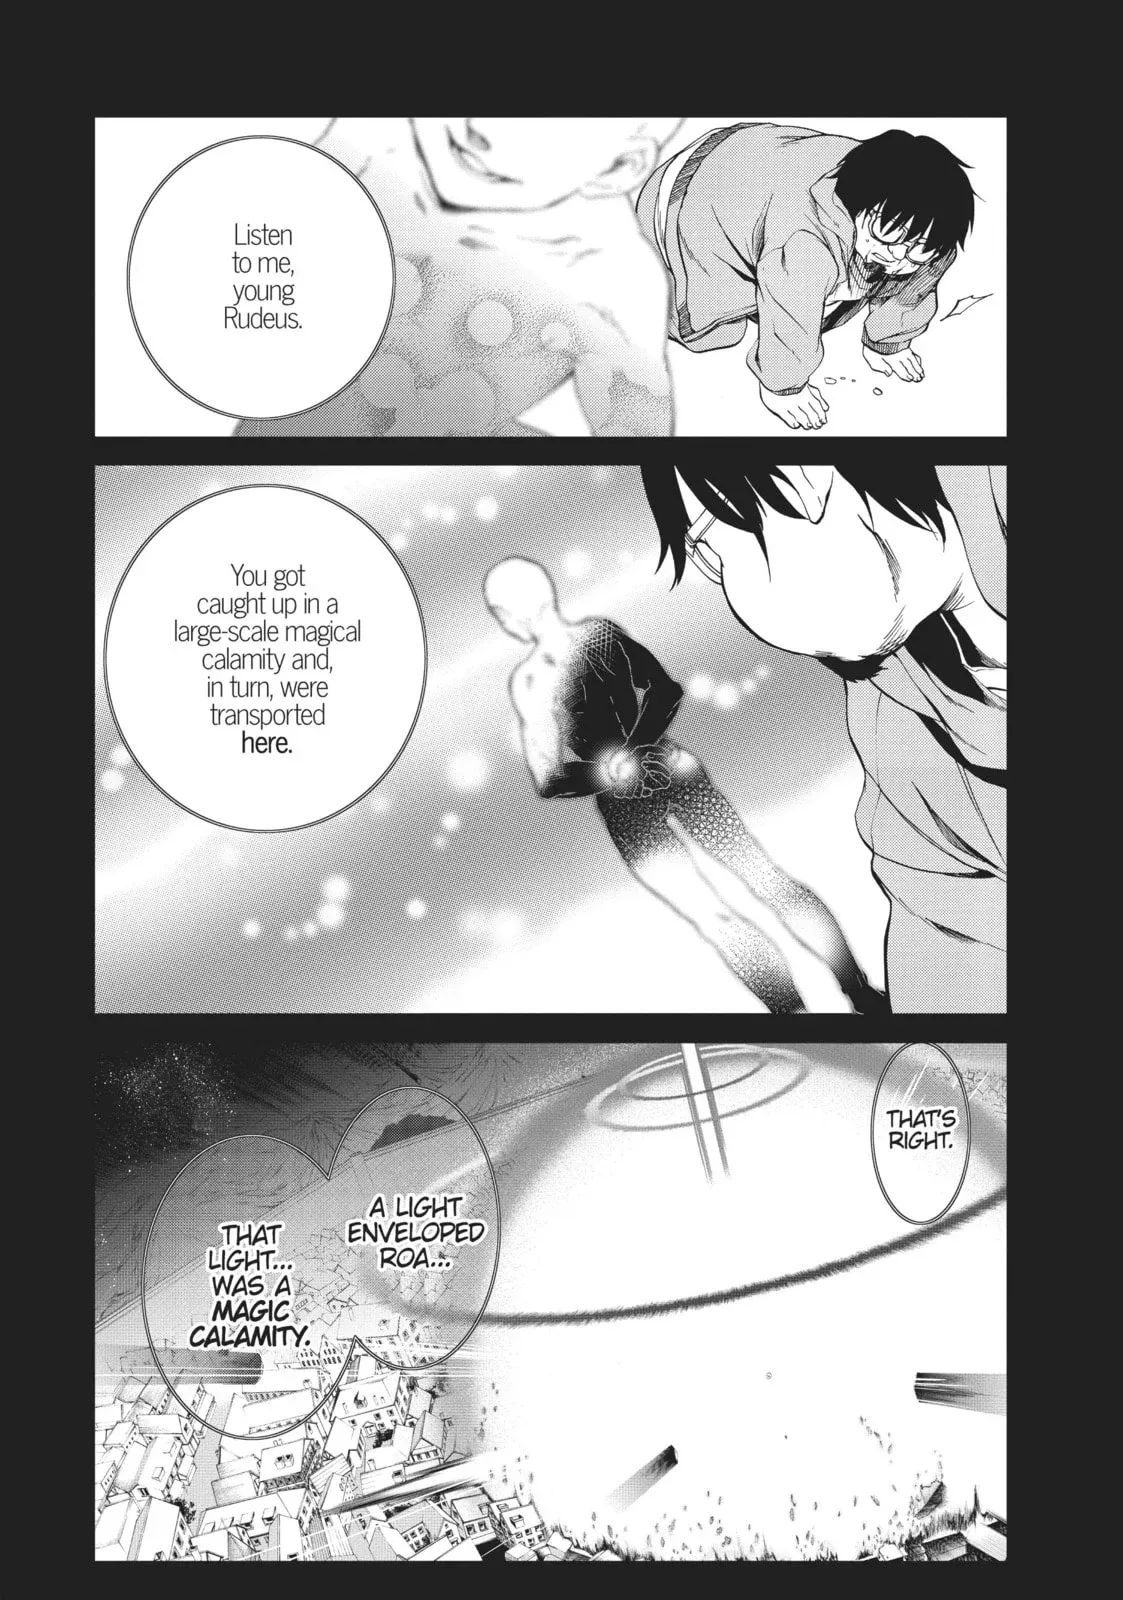 Listen
to me,
young
Rudeus.
You got
caught up in a
large-scale magical
calamity and,
in turn, were
transported
here.
THAT'S
RIGHT.
A LIGHT
ENVELOPED
ROA...
THAT
LIGHT...
WAS A
MAGIC
CALAMITY.